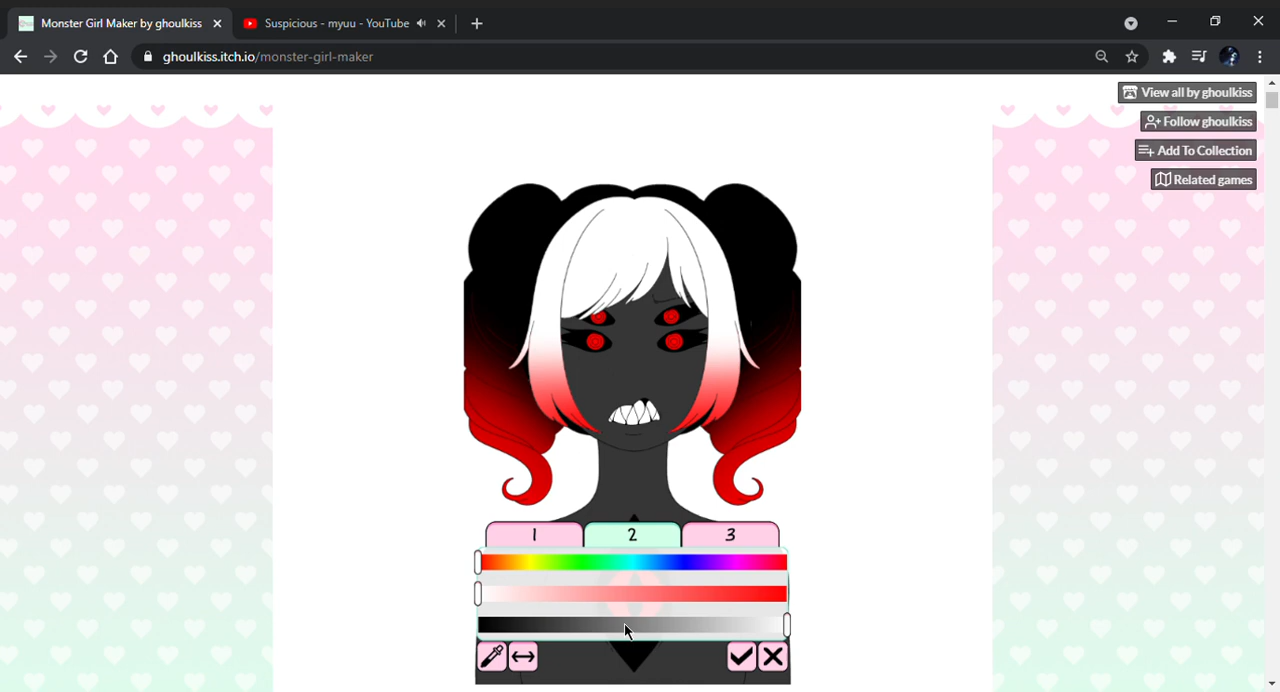 Monster Girl Maker by ghoulkiss
Suspicious - myuu - YouTube
ghoulkiss.itch.io/monster-girl-maker
View all by ghoulkiss
Follow ghoulkiss
Add To Collection
Related games
1 2 3